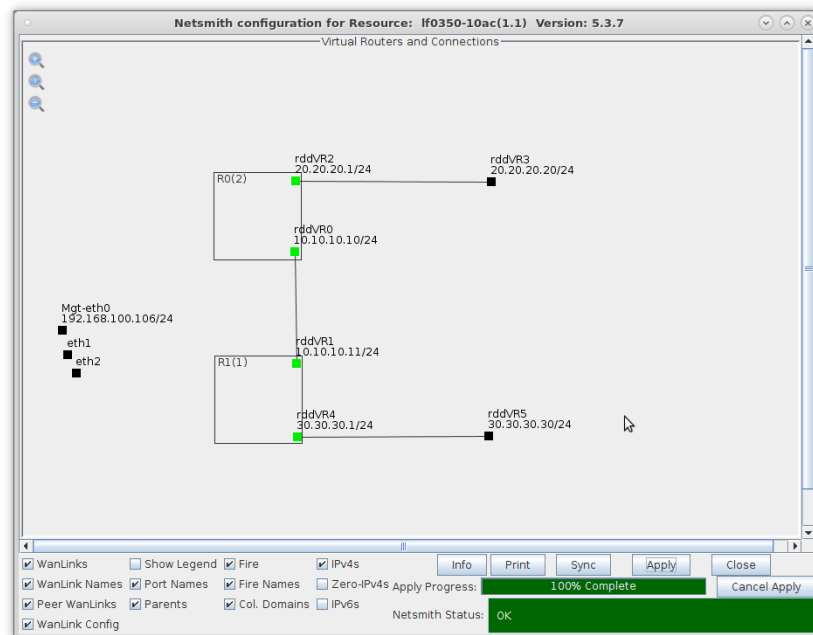 Netsmith configuration for Resource:  lf0350-10ac(1.1)  Version: 5.3.7
Virtual Routers and Connections
rddVR2
20.20.20.1/24
rddVR3
20.20.20.20/24
R0(2)
rddVR0
10.10.10.10/24
Mgt-eth0
192.168.100.106/24
eth1
eth2
rddVR1
10.10.10.11/24
R1(1)
rddVR4
30.30.30.1/24
rddVR5
30.30.30.30/24
WanLinks Show Legend Fire IPv4s Info Print Sync Apply Close
WanLink Names Port Names Fire Names Zero-IPv4s Apply Progress: 100% Complete Cancel Apply
Peer WanLinks Parents Col. Domains IPv6s Netsmith Status: OK
WanLink Config